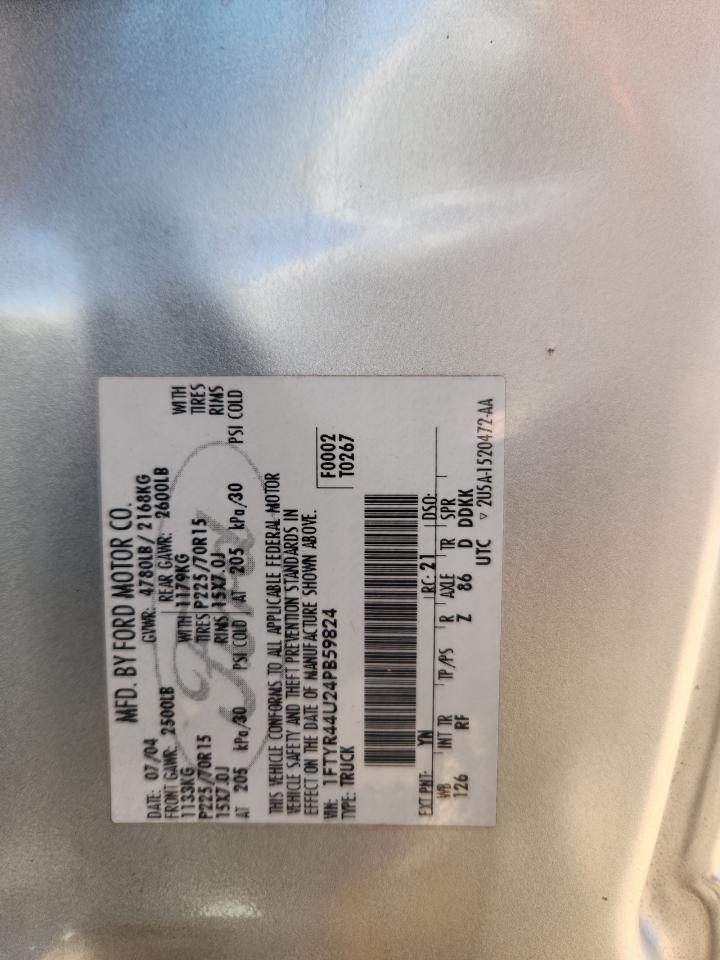 MFD. BY FORD MOTOR CO.
DATE: 07/04 GVWR: 4780LB/ 2168KG
FRONT GAWR: 2500LB REAR GAWR: 2600LB
1133KG WITH 1179KG WITH
P225/70R15 TIRES P225/70R15 TIRES
15X7.0J RIMS 15X7.0J RIMS
AT 205 kPa/30 PSI COLD AT 205 kPa/30 PSI COLD
Ford
THIS VEHICLE CONFORMS TO ALL APPLICABLE FEDERAL MOTOR
VEHICLE SAFETY AND THEFT PREVENTION STANDARDS IN
EFFECT ON THE DATE OF MANUFACTURE SHOWN ABOVE.
VIN: 1FTYR44U24PB59824 F0002
TYPE: TRUCK T0267
EXT PNT: YN RC: 21 DSO:
WB INT TR TP/PS R AXLE TR SPR
126 RF Z 86 D DDKK
UTC ▽ 2U5A-1520472-AA